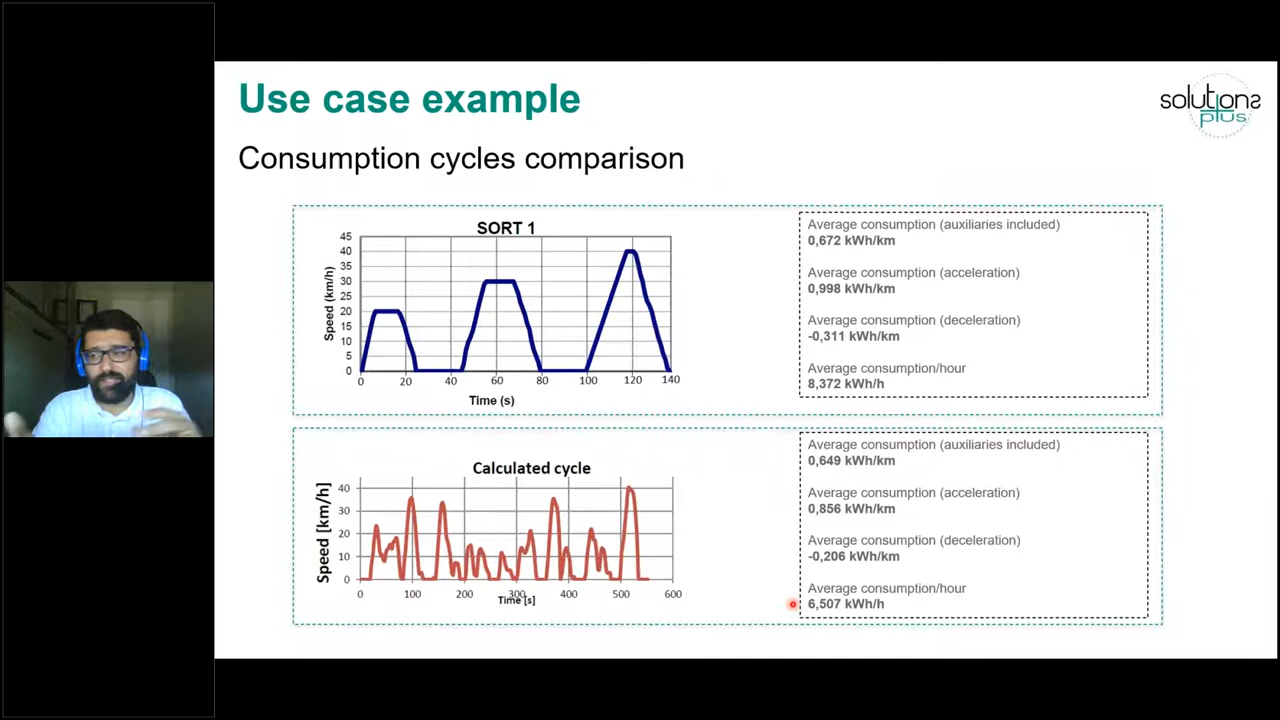 Use case example
solutions
plus
Consumption cycles comparison
SORT 1
45
40
35
30
25
20
15
10
5
0
Speed (km/h)
0 20 40 60 80 100 120 140
Time (s)
Average consumption (auxiliaries included)
0,672 kWh/km
Average consumption (acceleration)
0,998 kWh/km
Average consumption (deceleration)
-0,311 kWh/km
Average consumption/hour
8,372 kWh/h
Calculated cycle
40
30
20
10
0
Speed [km/h]
0 100 200 300 400 500 600
Time [s]
Average consumption (auxiliaries included)
0,649 kWh/km
Average consumption (acceleration)
0,856 kWh/km
Average consumption (deceleration)
-0,206 kWh/km
Average consumption/hour
6,507 kWh/h